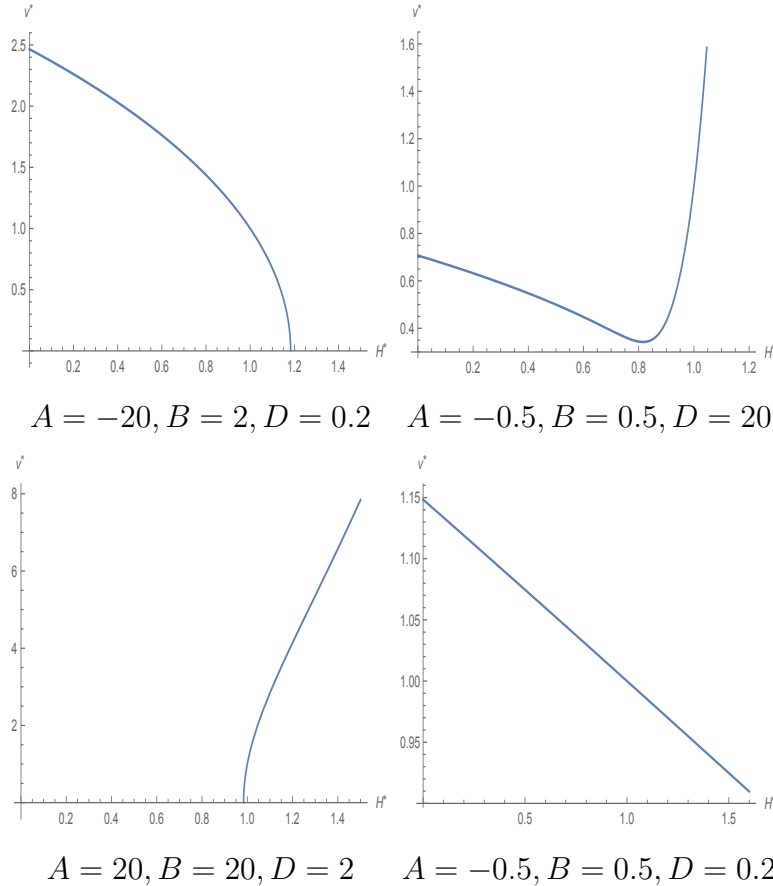 v* v*
2.5 2.0 1.5 1.0 0.5
0.2 0.4 0.6 0.8 1.0 1.2 1.4 H*
1.6 1.4 1.2 1.0 0.8 0.6 0.4
0.2 0.4 0.6 0.8 1.0 1.2 H
A = −20, B = 2, D = 0.2 A = −0.5, B = 0.5, D = 20
v* v*
8 6 4 2
0.2 0.4 0.6 0.8 1.0 1.2 1.4 H*
1.15 1.10 1.05 1.00 0.95
0.5 1.0 1.5 H
A = 20, B = 20, D = 2 A = −0.5, B = 0.5, D = 0.2